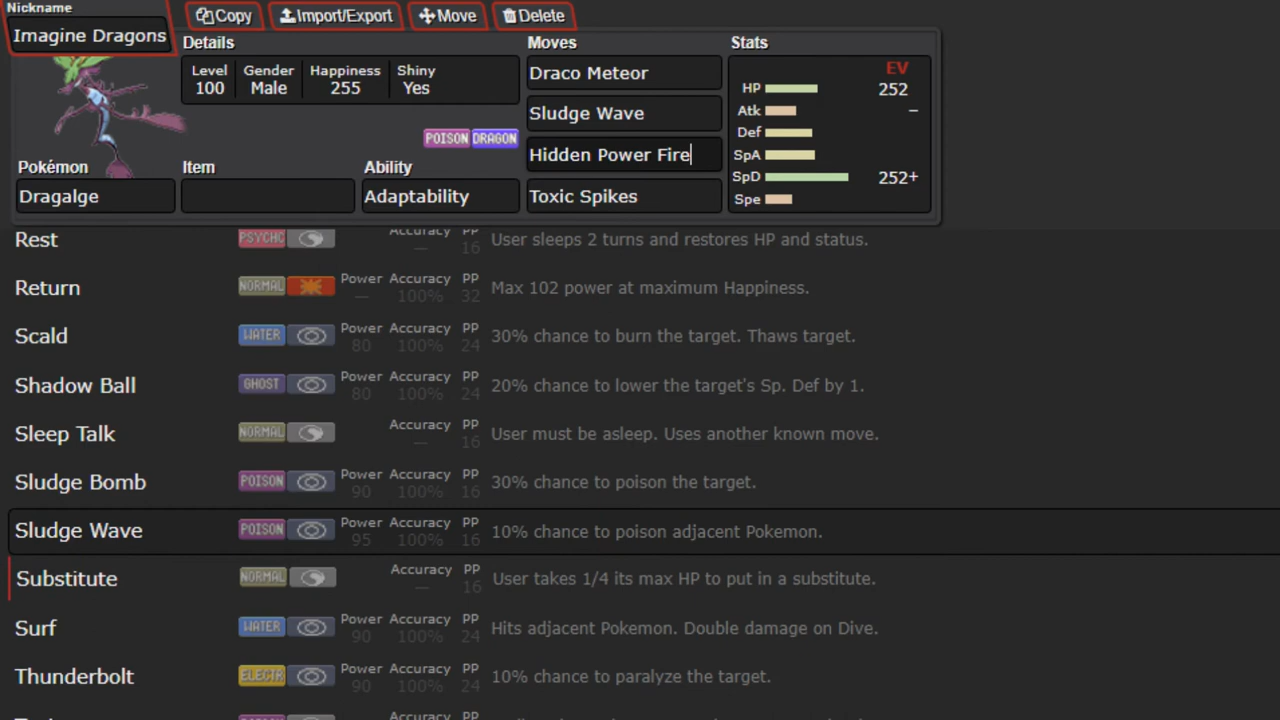 Nickname
Copy Import/Export Move Delete
Imagine Dragons
Details Moves Stats
Level Gender Happiness Shiny
100 Male 255 Yes
Draco Meteor
EV
HP 252
Sludge Wave
Atk –
Def
POISON DRAGON
Hidden Power Fire
SpA
Pokémon Item Ability
SpD 252+
Dragalge Adaptability
Toxic Spikes
Spe
Rest PSYCHC Accuracy — PP 16 User sleeps 2 turns and restores HP and status.
Return NORMAL Power — Accuracy 100% PP 32 Max 102 power at maximum Happiness.
Scald WATER Power 80 Accuracy 100% PP 24 30% chance to burn the target. Thaws target.
Shadow Ball GHOST Power 80 Accuracy 100% PP 24 20% chance to lower the target's Sp. Def by 1.
Sleep Talk NORMAL Accuracy — PP 16 User must be asleep. Uses another known move.
Sludge Bomb POISON Power 90 Accuracy 100% PP 16 30% chance to poison the target.
Sludge Wave POISON Power 95 Accuracy 100% PP 16 10% chance to poison adjacent Pokemon.
Substitute NORMAL Accuracy — PP 16 User takes 1/4 its max HP to put in a substitute.
Surf WATER Power 90 Accuracy 100% PP 24 Hits adjacent Pokemon. Double damage on Dive.
Thunderbolt ELECTR Power 90 Accuracy 100% PP 24 10% chance to paralyze the target.
Accuracy PP